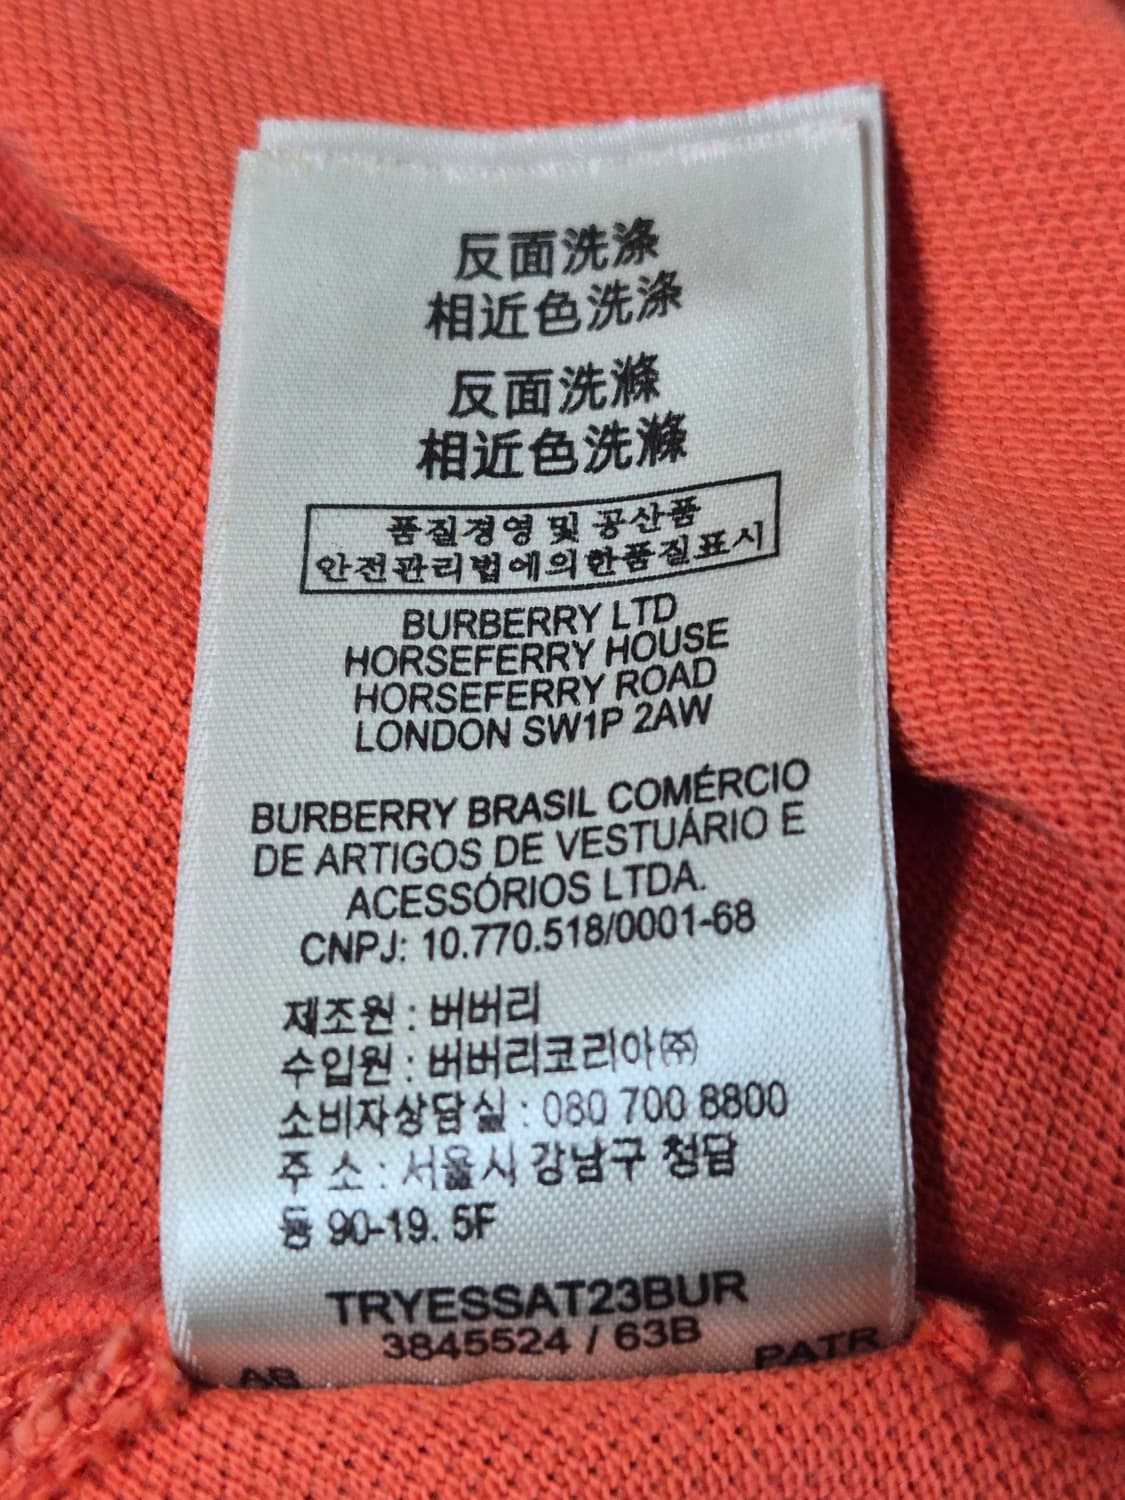 反面洗涤
相近色洗涤
反面洗滌
相近色洗滌
품질경영 및 공산품
안전관리법에의한품질표시
BURBERRY LTD
HORSEFERRY HOUSE
HORSEFERRY ROAD
LONDON SW1P 2AW
BURBERRY BRASIL COMÉRCIO
DE ARTIGOS DE VESTUÁRIO E
ACESSÓRIOS LTDA.
CNPJ: 10.770.518/0001-68
제조원 : 버버리
수입원 : 버버리코리아㈜
소비자상담실 : 080 700 8800
주 소 : 서울시 강남구 청담
동 90-19. 5F
TRYESSAT23BUR
3845524 / 63B
AB PATR